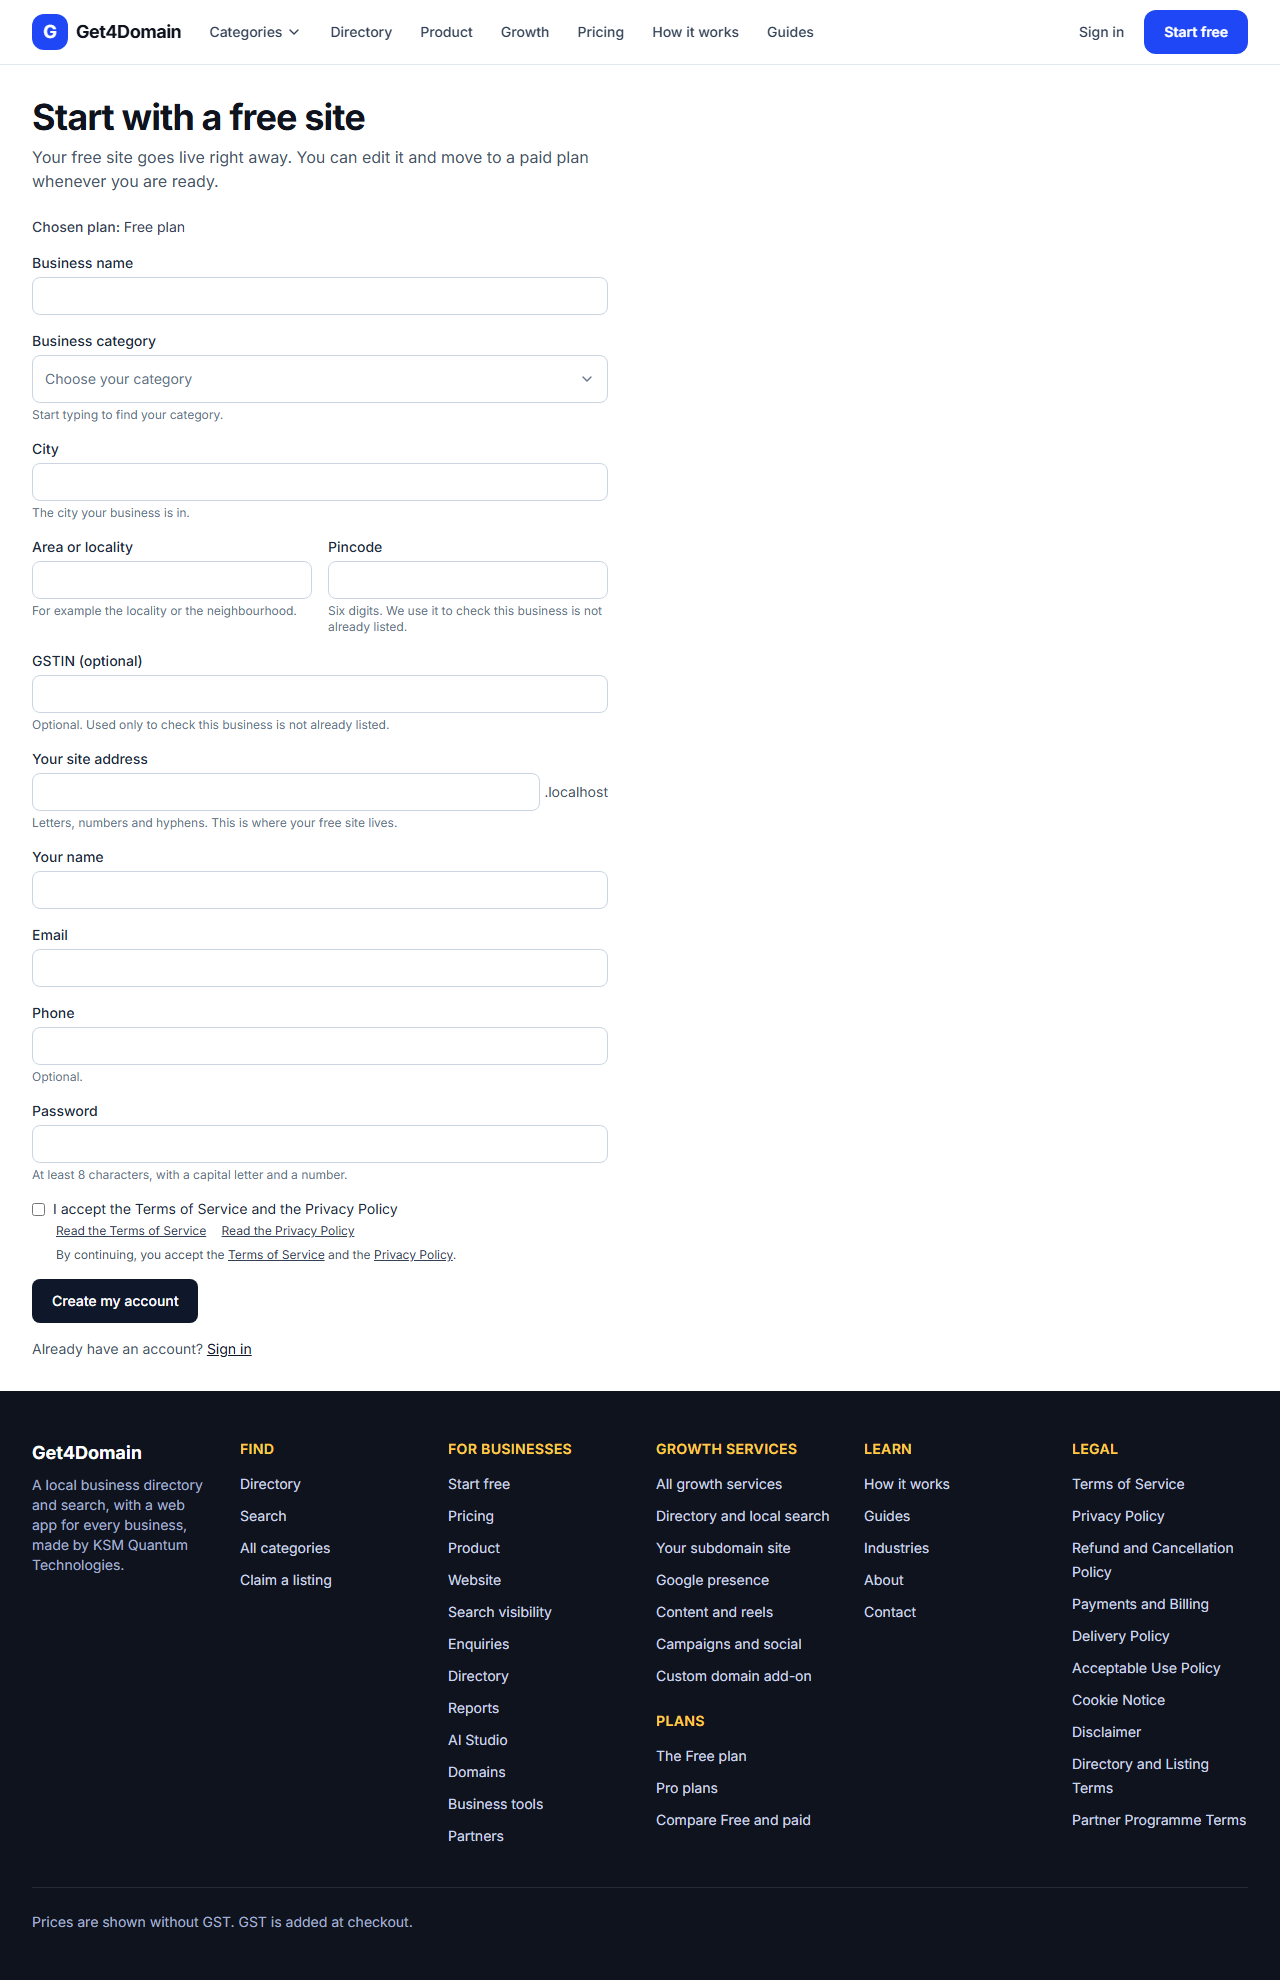 G Get4Domain Categories Directory Product Growth Pricing How it works Guides Sign in Start free
Start with a free site
Your free site goes live right away. You can edit it and move to a paid plan
whenever you are ready.
Chosen plan: Free plan
Business name
Business category
Choose your category
Start typing to find your category.
City
The city your business is in.
Area or locality
For example the locality or the neighbourhood.
Pincode
Six digits. We use it to check this business is not
already listed.
GSTIN (optional)
Optional. Used only to check this business is not already listed.
Your site address
.localhost
Letters, numbers and hyphens. This is where your free site lives.
Your name
Email
Phone
Optional.
Password
At least 8 characters, with a capital letter and a number.
I accept the Terms of Service and the Privacy Policy
Read the Terms of Service Read the Privacy Policy
By continuing, you accept the Terms of Service and the Privacy Policy.
Create my account
Already have an account? Sign in
Get4Domain
A local business directory
and search, with a web
app for every business,
made by KSM Quantum
Technologies.
FIND
Directory
Search
All categories
Claim a listing
FOR BUSINESSES
Start free
Pricing
Product
Website
Search visibility
Enquiries
Directory
Reports
AI Studio
Domains
Business tools
Partners
GROWTH SERVICES
All growth services
Directory and local search
Your subdomain site
Google presence
Content and reels
Campaigns and social
Custom domain add-on
PLANS
The Free plan
Pro plans
Compare Free and paid
LEARN
How it works
Guides
Industries
About
Contact
LEGAL
Terms of Service
Privacy Policy
Refund and Cancellation
Policy
Payments and Billing
Delivery Policy
Acceptable Use Policy
Cookie Notice
Disclaimer
Directory and Listing
Terms
Partner Programme Terms
Prices are shown without GST. GST is added at checkout.